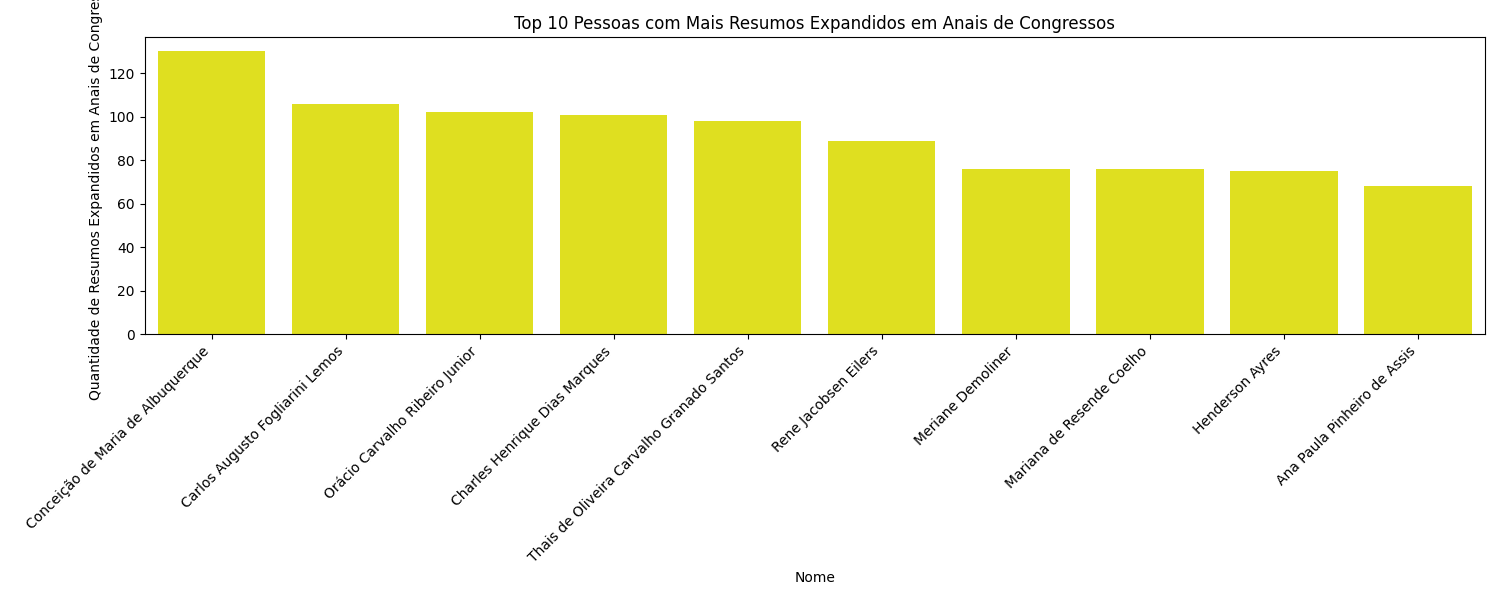 Top 10 Pessoas com Mais Resumos Expandidos em Anais de Congressos
Quantidade de Resumos Expandidos em Anais de
120
100
80
60
40
20
0
Conceição de Maria de Albuquerque
Carlos Augusto Fogliarini Lemos
Orácio Carvalho Ribeiro Junior
Charles Henrique Dias Marques
Thais de Oliveira Carvalho Granado Santos
Rene Jacobsen Eilers
Meriane Demoliner
Mariana de Resende Coelho
Henderson Ayres
Ana Paula Pinheiro de Assis
Nome